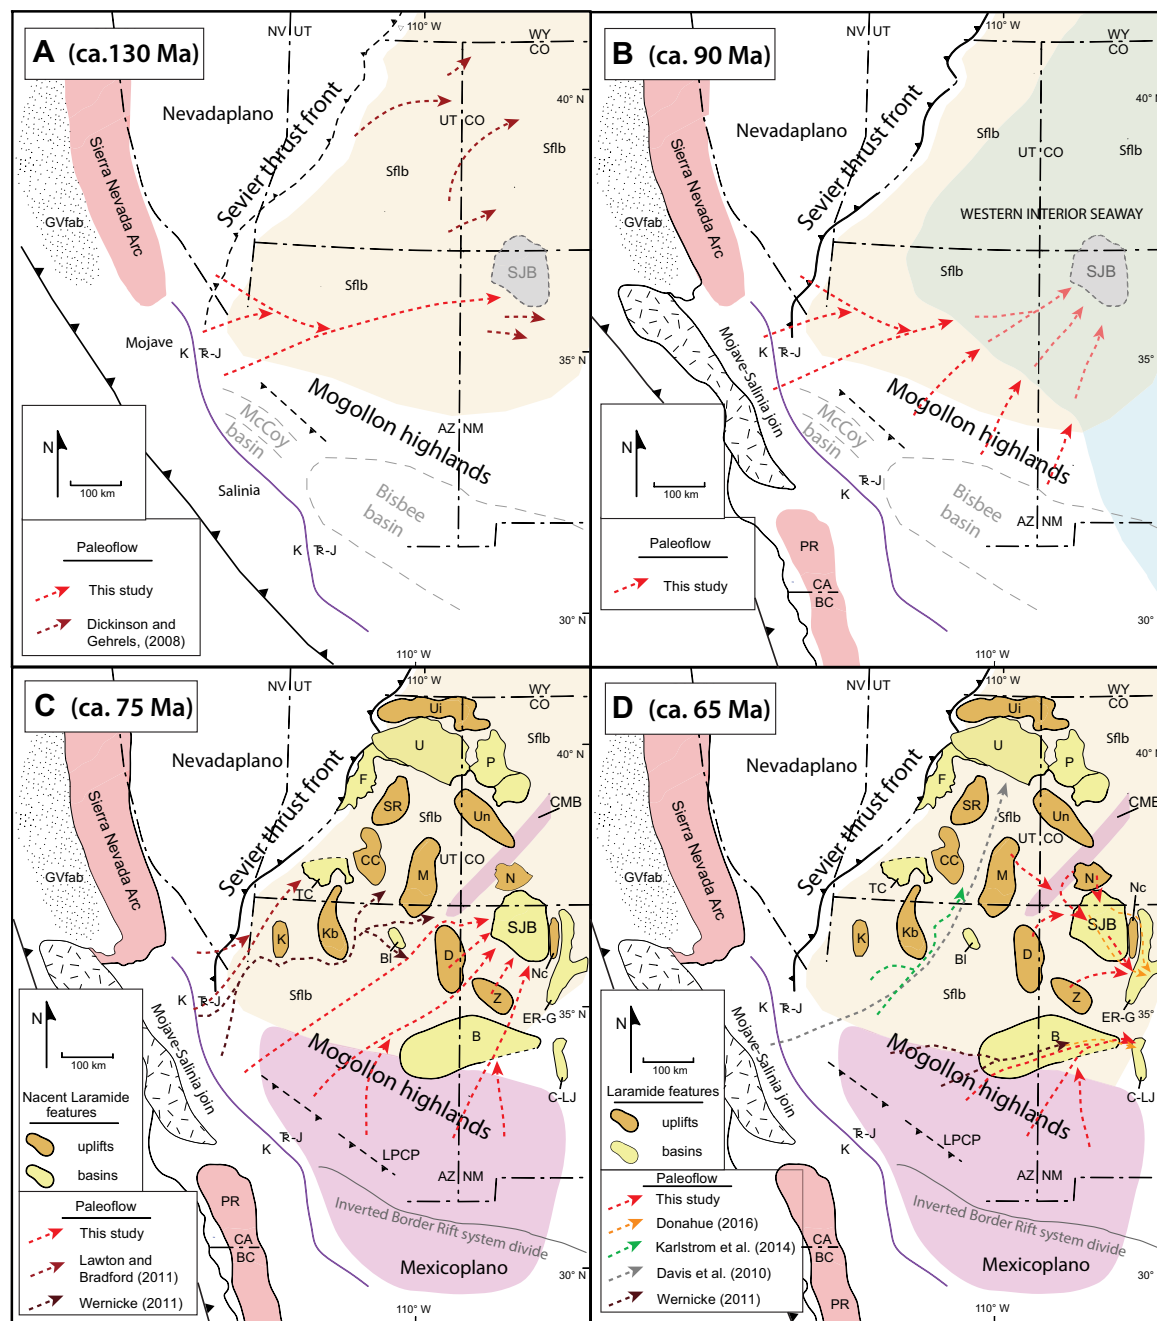 A (ca.130 Ma)
110° W
NV UT
WY
CO
Nevadaplano
40° N
Sevier thrust front
UT CO
Sflb
Sflb
Sierra Nevada Arc
GVfab
SJB
Sflb
Mojave
K ₸-J
35° N
McCoy
basin
Mogollon highlands
AZ NM
N
100 km
Salinia
Bisbee
basin
K ₸-J
Paleoflow
This study
Dickinson and
Gehrels, (2008)
30° N
B (ca. 90 Ma)
110° W
NV UT
WY
CO
40° N
Nevadaplano
Sevier thrust front
Sflb
UT CO
Sflb
Sierra Nevada Arc
GVfab
WESTERN INTERIOR SEAWAY
Sflb
SJB
Mojave-Salinia join
K ₸-J
35°
McCoy
basin
Mogollon highlands
N
100 km
K ₸-J
Bisbee
basin
AZ NM
PR
CA
BC
Paleoflow
This study
30°
C (ca. 75 Ma)
110° W
NV UT
WY
CO
Ui
Sflb
40° N
Nevadaplano
U
P
F
Sevier thrust front
SR
Sflb
Un
CMB
Sierra Nevada Arc
GVfab
CC
UT CO
M
TC
N
K
Kb
BI
SJB
D
Nc
Z
Sflb
K ₸-J
ER-G
35° N
N
100 km
Mojave-Salinia join
B
Mogollon highlands
C-LJ
Nacent Laramide
features
uplifts
basins
K ₸-J
LPCP
AZ NM
PR
CA
BC
Inverted Border Rift system divide
Mexicoplano
Paleoflow
This study
Lawton and
Bradford (2011)
Wernicke (2011)
30° N
110° W
D (ca. 65 Ma)
110° W
NV UT
WY
CO
Ui
Sflb
40° N
Nevadaplano
U
P
F
Sevier thrust front
SR
Sflb
Un
CMB
UT CO
Sierra Nevada Arc
GVfab
CC
M
TC
N
Nc
K
Kb
BI
SJB
D
Z
Sflb
K ₸-J
ER-G
35° N
N
100 km
Mojave-Salinia join
B
Mogollon highlands
C-LJ
Laramide features
uplifts
basins
K ₸-J
LPCP
AZ NM
PR
CA
BC
PR
Inverted Border Rift system divide
Mexicoplano
Paleoflow
This study
Donahue (2016)
Karlstrom et al. (2014)
Davis et al. (2010)
Wernicke (2011)
30°
110° W